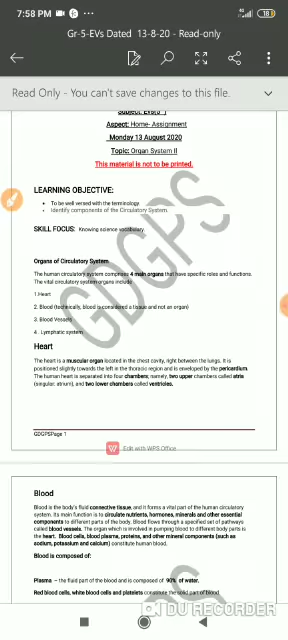 7:58 PM
18
Gr-5-EVs Dated 13-8-20 - Read-only
Read Only - You can't save changes to this file.
Aspect: Home- Assignment
Monday 13 August 2020
Topic: Organ System II
This material is not to be printed.
LEARNING OBJECTIVE:
• To be well versed with the terminology.
• Identify components of the Circulatory System.
SKILL FOCUS: Knowing science vocabulary.
Organs of Circulatory System
The human circulatory system comprises 4 main organs that have specific roles and functions.
The vital circulatory system organs include
1.Heart
2. Blood (technically, blood is considered a tissue and not an organ)
3. Blood Vessels
4 . Lymphatic system
Heart
The heart is a muscular organ located in the chest cavity, right between the lungs. It is
positioned slightly towards the left in the thoracic region and is enveloped by the pericardium.
The human heart is separated into four chambers; namely, two upper chambers called atria
(singular: atrium), and two lower chambers called ventricles.
GDGPSPage 1
GDGPS
Edit with WPS Office
Blood
Blood is the body's fluid connective tissue, and it forms a vital part of the human circulatory
system. Its main function is to circulate nutrients, hormones, minerals and other essential
components to different parts of the body. Blood flows through a specified set of pathways
called blood vessels. The organ which is involved in pumping blood to different body parts is
the heart. Blood cells, blood plasma, proteins, and other mineral components (such as
sodium, potassium and calcium) constitute human blood.
Blood is composed of:
Plasma – the fluid part of the blood and is composed of 90% of water.
Red blood cells, white blood cells and platelets constitute the solid part of blood.
DU RECORDER